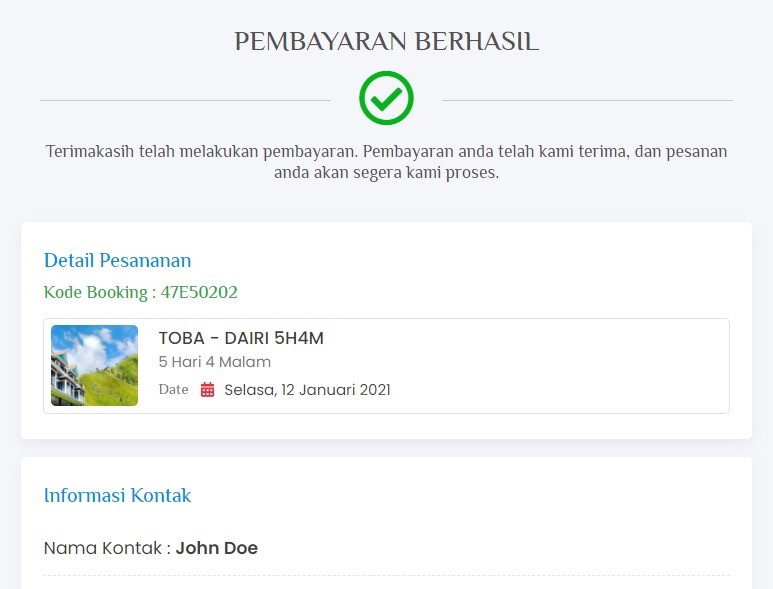 PEMBAYARAN BERHASIL
Terimakasih telah melakukan pembayaran. Pembayaran anda telah kami terima, dan pesanan
anda akan segera kami proses.
Detail Pesananan
Kode Booking : 47E50202
TOBA - DAIRI 5H4M
5 Hari 4 Malam
Date Selasa, 12 Januari 2021
Informasi Kontak
Nama Kontak : John Doe